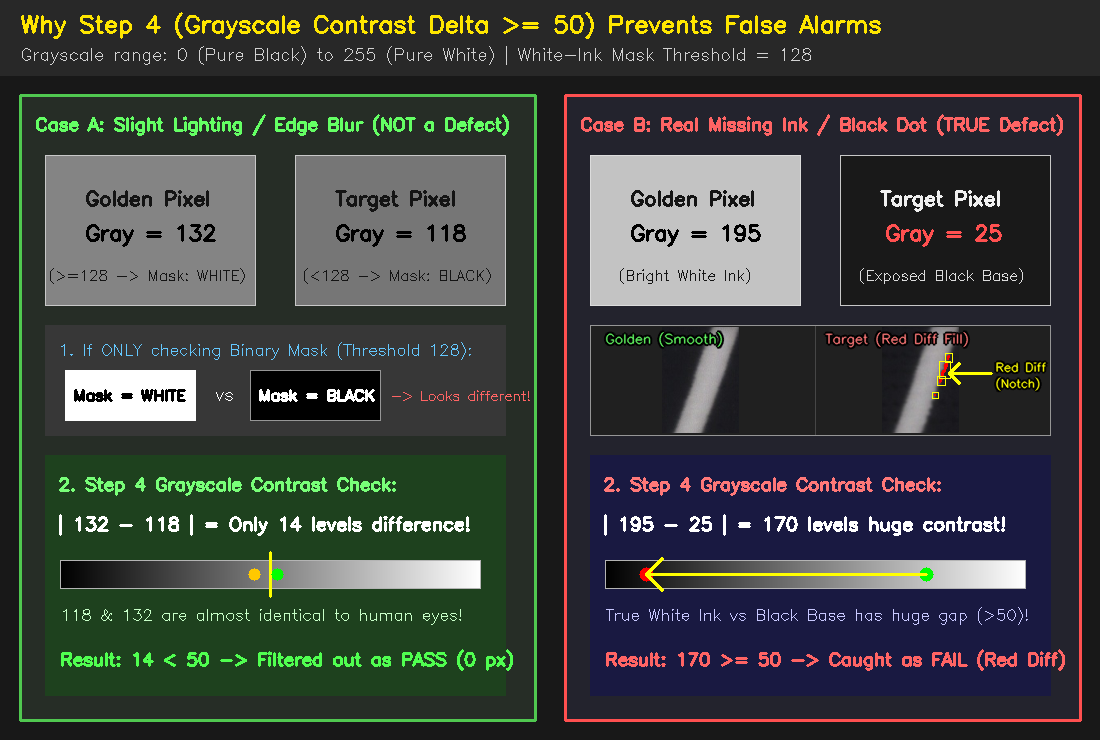 Why Step 4 (Grayscale Contrast Delta >= 50) Prevents False Alarms
Grayscale range: 0 (Pure Black) to 255 (Pure White) | White-Ink Mask Threshold = 128
Case A: Slight Lighting / Edge Blur (NOT a Defect)
Golden Pixel
Gray = 132
(>=128 -> Mask: WHITE)
Target Pixel
Gray = 118
(<128 -> Mask: BLACK)
1. If ONLY checking Binary Mask (Threshold 128):
Mask = WHITE
vs
Mask = BLACK
-> Looks different!
2. Step 4 Grayscale Contrast Check:
| 132 - 118 | = Only 14 levels difference!
118 & 132 are almost identical to human eyes!
Result: 14 < 50 -> Filtered out as PASS (0 px)
Case B: Real Missing Ink / Black Dot (TRUE Defect)
Golden Pixel
Gray = 195
(Bright White Ink)
Target Pixel
Gray = 25
(Exposed Black Base)
Golden (Smooth)
Target (Red Diff Fill)
Red Diff
(Notch)
2. Step 4 Grayscale Contrast Check:
| 195 - 25 | = 170 levels huge contrast!
True White Ink vs Black Base has huge gap (>50)!
Result: 170 >= 50 -> Caught as FAIL (Red Diff)